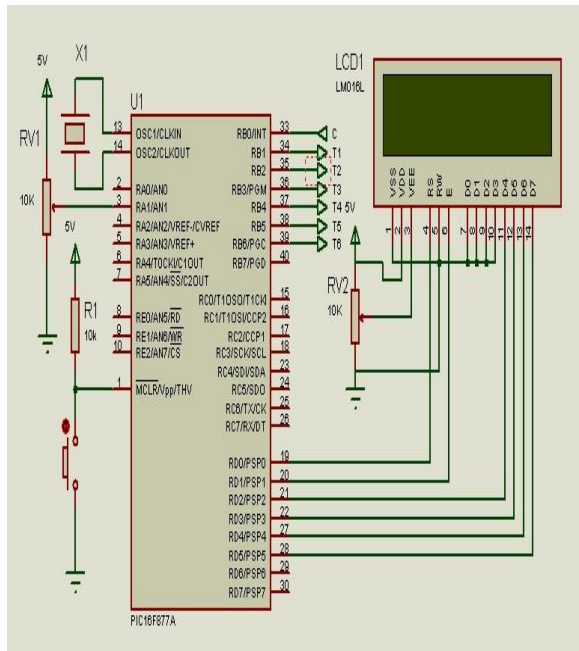 X1
5V
RV1
10K
5V
R1
10k
U1
13 OSC1/CLKIN
14 OSC2/CLKOUT
2 RA0/AN0
3 RA1/AN1
4 RA2/AN2/VREF-/CVREF
5 RA3/AN3/VREF+
6 RA4/T0CKI/C1OUT
7 RA5/AN4/SS/C2OUT
8 RE0/AN5/RD
9 RE1/AN6/WR
10 RE2/AN7/CS
1 MCLR/Vpp/THV
RB0/INT 33 C
RB1 34 T1
RB2 35 T2
RB3/PGM 36 T3
RB4 37 T4
RB5 38 T5
RB6/PGC 39 T6
RB7/PGD 40
RC0/T1OSO/T1CKI 15
RC1/T1OSI/CCP2 16
RC2/CCP1 17
RC3/SCK/SCL 18
RC4/SDI/SDA 23
RC5/SDO 24
RC6/TX/CK 25
RC7/RX/DT 26
RD0/PSP0 19
RD1/PSP1 20
RD2/PSP2 21
RD3/PSP3 22
RD4/PSP4 27
RD5/PSP5 28
RD6/PSP6 29
RD7/PSP7 30
PIC16F877A
5V
RV2
10K
LCD1
LM016L
VSS VDD VEE RS RW E D0 D1 D2 D3 D4 D5 D6 D7
1 2 3 4 5 6 7 8 9 10 11 12 13 14